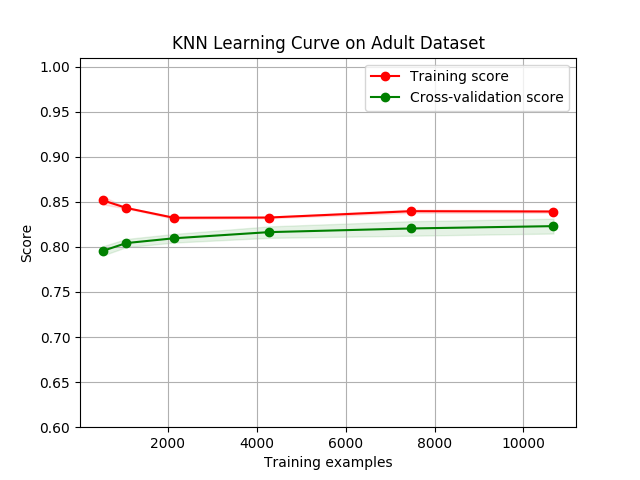 KNN Learning Curve on Adult Dataset
1.00
0.95
0.90
0.85
0.80
0.75
0.70
0.65
0.60
Score
Training score
Cross-validation score
2000 4000 6000 8000 10000
Training examples